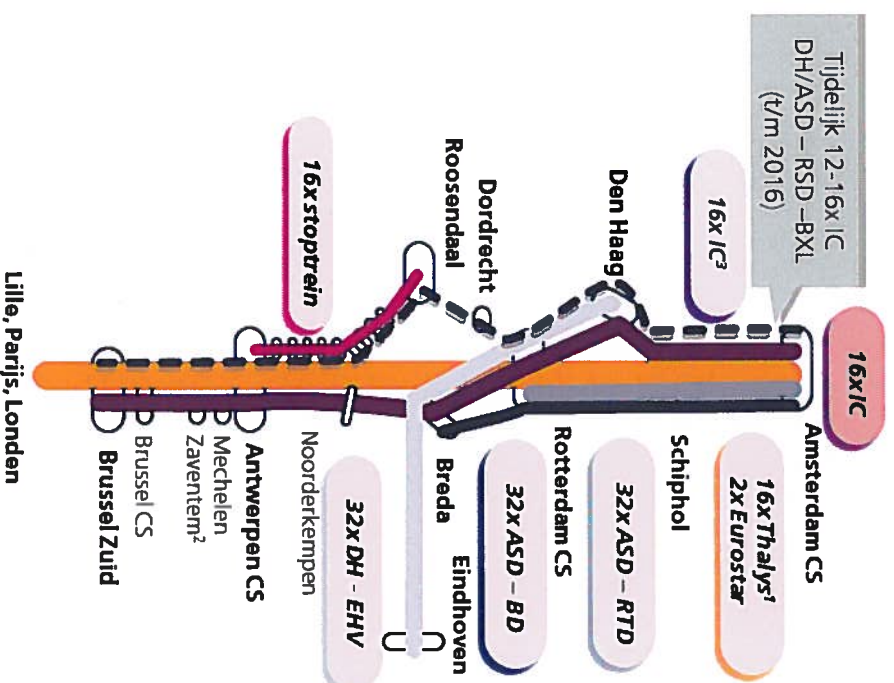 Tijdelijk 12-16x IC
DH/ASD – RSD –BXL
(t/m 2016)
16x IC
16x IC³
Amsterdam CS
16x Thalys¹
2x Eurostar
Schiphol
Den Haag
32x ASD – RTD
Rotterdam CS
Dordrecht
32x ASD – BD
Roosendaal
Breda
Eindhoven
16x stoptrein
32x DH - EHV
Noorderkempen
Antwerpen CS
Mechelen
Zaventem²
Brussel CS
Brussel Zuid
Lille, Parijs, Londen